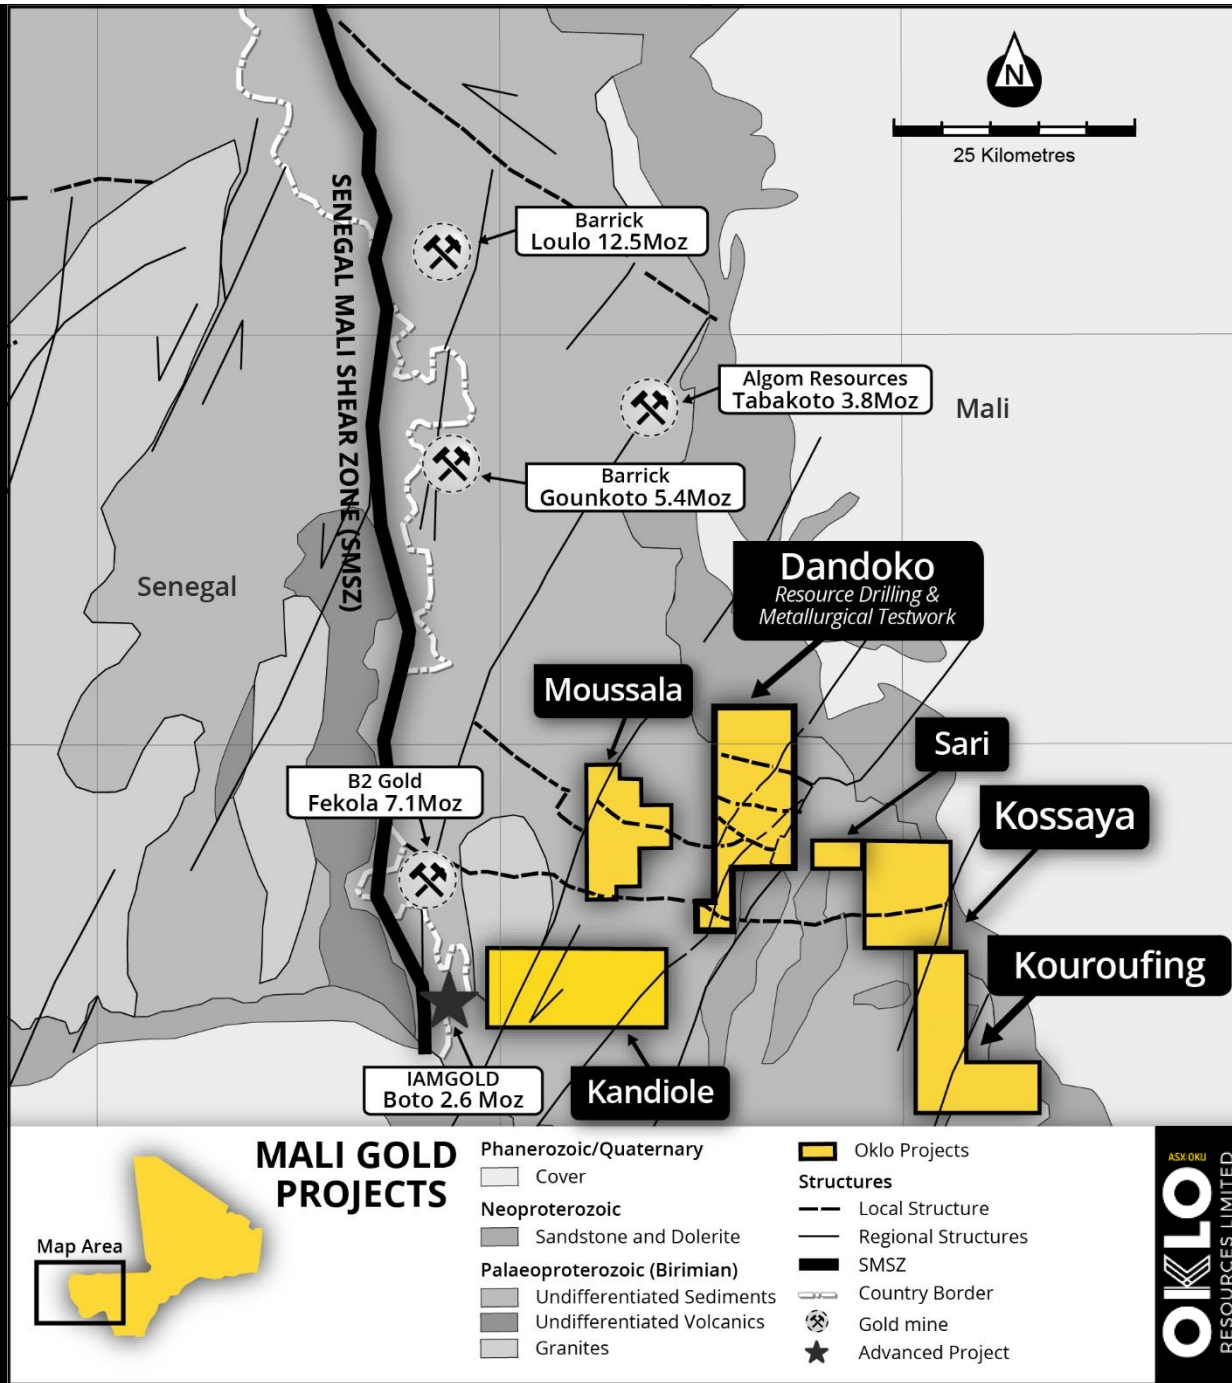 N
25 Kilometres
SENEGAL MALI SHEAR ZONE (SMSZ)
Barrick
Loulo 12.5Moz
Algom Resources
Tabakoto 3.8Moz
Mali
Barrick
Gounkoto 5.4Moz
Senegal
Dandoko
Resource Drilling &
Metallurgical Testwork
Moussala
Sari
B2 Gold
Fekola 7.1Moz
Kossaya
Kouroufing
IAMGOLD
Boto 2.6 Moz
Kandiole
MALI GOLD
PROJECTS
Map Area
Phanerozoic/Quaternary
Cover
Neoproterozoic
Sandstone and Dolerite
Palaeoproterozoic (Birimian)
Undifferentiated Sediments
Undifferentiated Volcanics
Granites
Oklo Projects
Structures
Local Structure
Regional Structures
SMSZ
Country Border
Gold mine
Advanced Project
ASX:OKU
OKLO
RESOURCES LIMITED